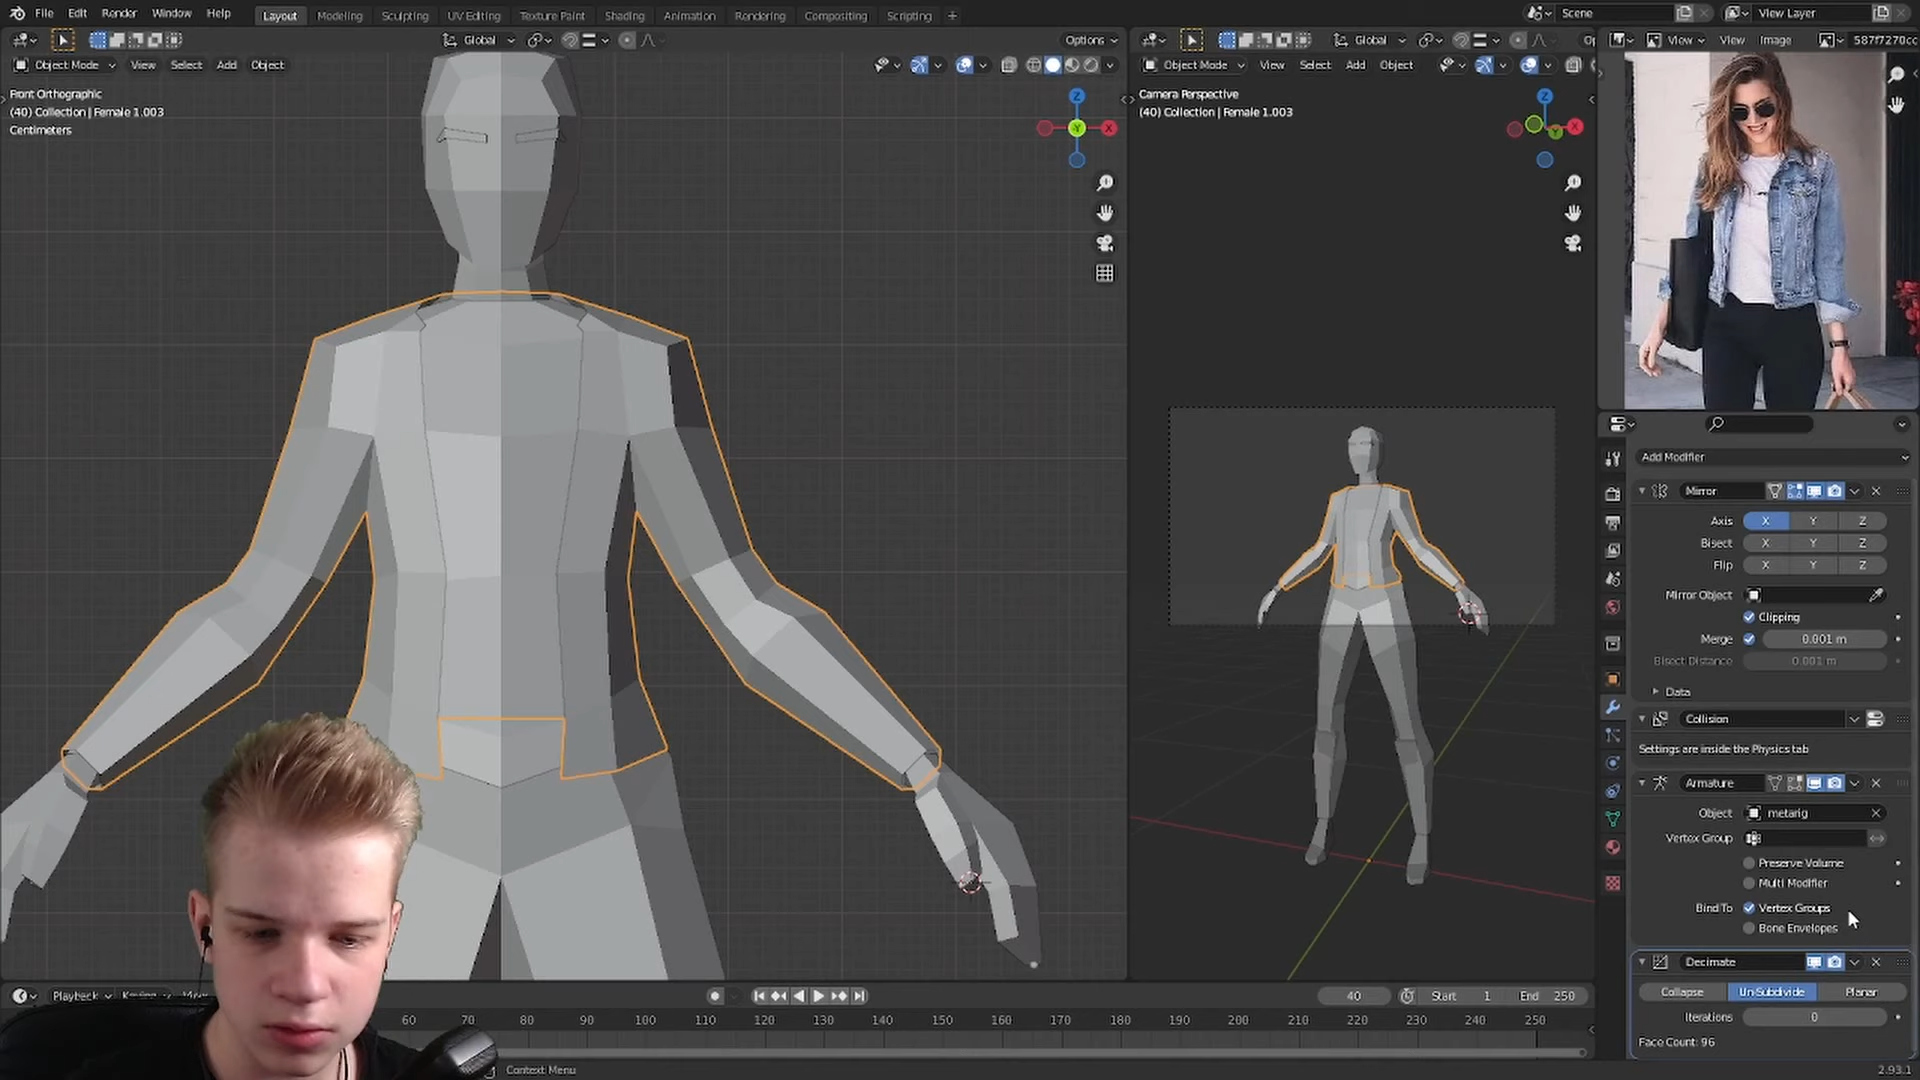 File Edit Render Window Help
Layout Modeling Sculpting UV Editing Texture Paint Shading Animation Rendering Compositing Scripting +
Scene
View Layer
Global
Options
Global
View View Image 587f7270cc
Object Mode View Select Add Object
Object Mode View Select Add Object
Front Orthographic
(40) Collection | Female 1.003
Centimeters
Camera Perspective
(40) Collection | Female 1.003
Z
Y
X
Z
Y
X
Add Modifier
Mirror
Axis X Y Z
Bisect X Y Z
Flip X Y Z
Mirror Object
Clipping
Merge 0.001 m
Bisect Distance 0.001 m
Data
Collision
Settings are inside the Physics tab
Armature
Object metarig
Vertex Group
Preserve Volume
Multi Modifier
Bind To Vertex Groups
Bone Envelopes
Decimate
Collapse Un-Subdivide Planar
Iterations 0
Face Count: 96
Playback
40 Start 1 End 250
60 70 80 90 100 110 120 130 140 150 160 170 180 190 200 210 220 230 240 250
Context Menu
2.93.1